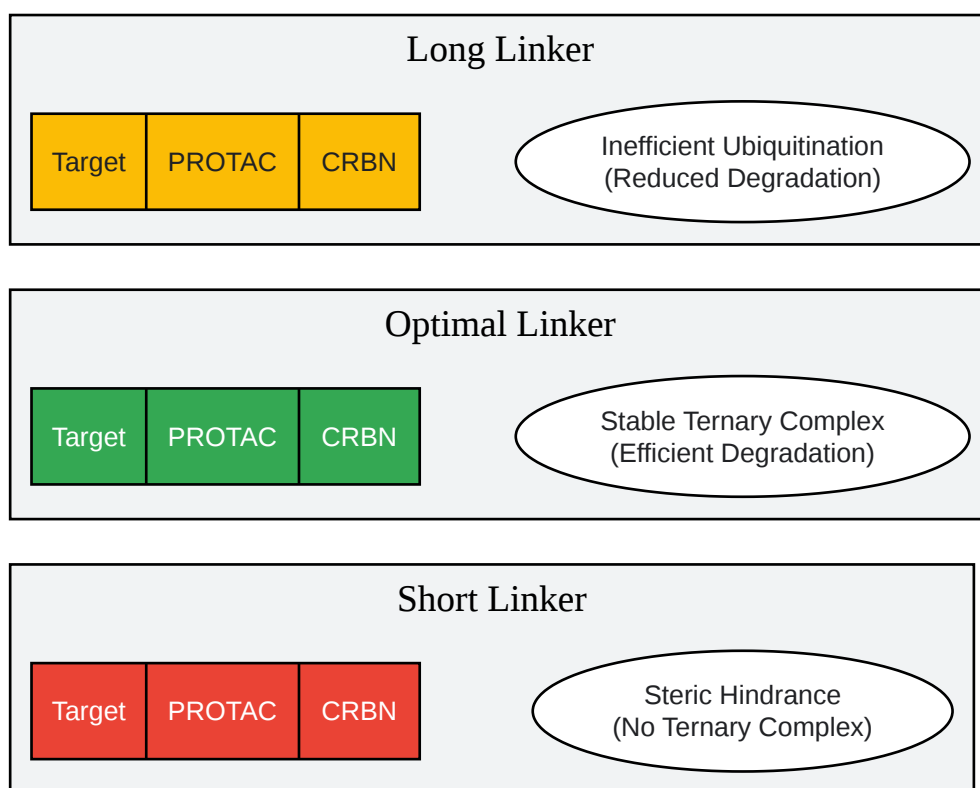 Long Linker
Target PROTAC CRBN
Inefficient Ubiquitination
(Reduced Degradation)
Optimal Linker
Target PROTAC CRBN
Stable Ternary Complex
(Efficient Degradation)
Short Linker
Target PROTAC CRBN
Steric Hindrance
(No Ternary Complex)